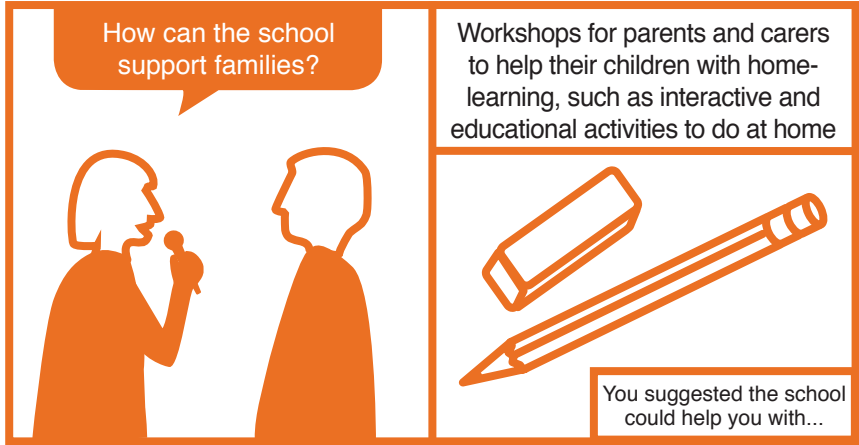 How can the school
support families?
Workshops for parents and carers
to help their children with home-
learning, such as interactive and
educational activities to do at home
You suggested the school
could help you with...